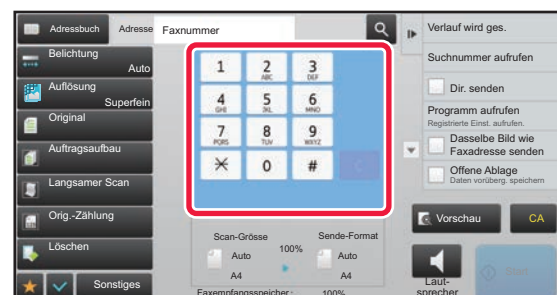 Adressbuch
Adresse
Faxnummer
Belichtung
Auto
Auflösung
Superfein
Original
Auftragsaufbau
Langsamer Scan
Orig.-Zählung
Löschen
Sonstiges
1
2
ABC
3
DEF
4
GHI
5
JKL
6
MNO
7
PQRS
8
TUV
9
WXYZ
0
#
C
Scan-Grösse
Sende-Format
100%
Auto
Auto
A4
A4
Faxempfangsspeicher:
100%
Verlauf wird ges.
Suchnummer aufrufen
Dir. senden
Programm aufrufen
Registrierte Einst. aufrufen.
Dasselbe Bild wie
Faxadresse senden
Offene Ablage
Daten vorüberg. speichern
Vorschau
CA
Laut-
sprecher
Start